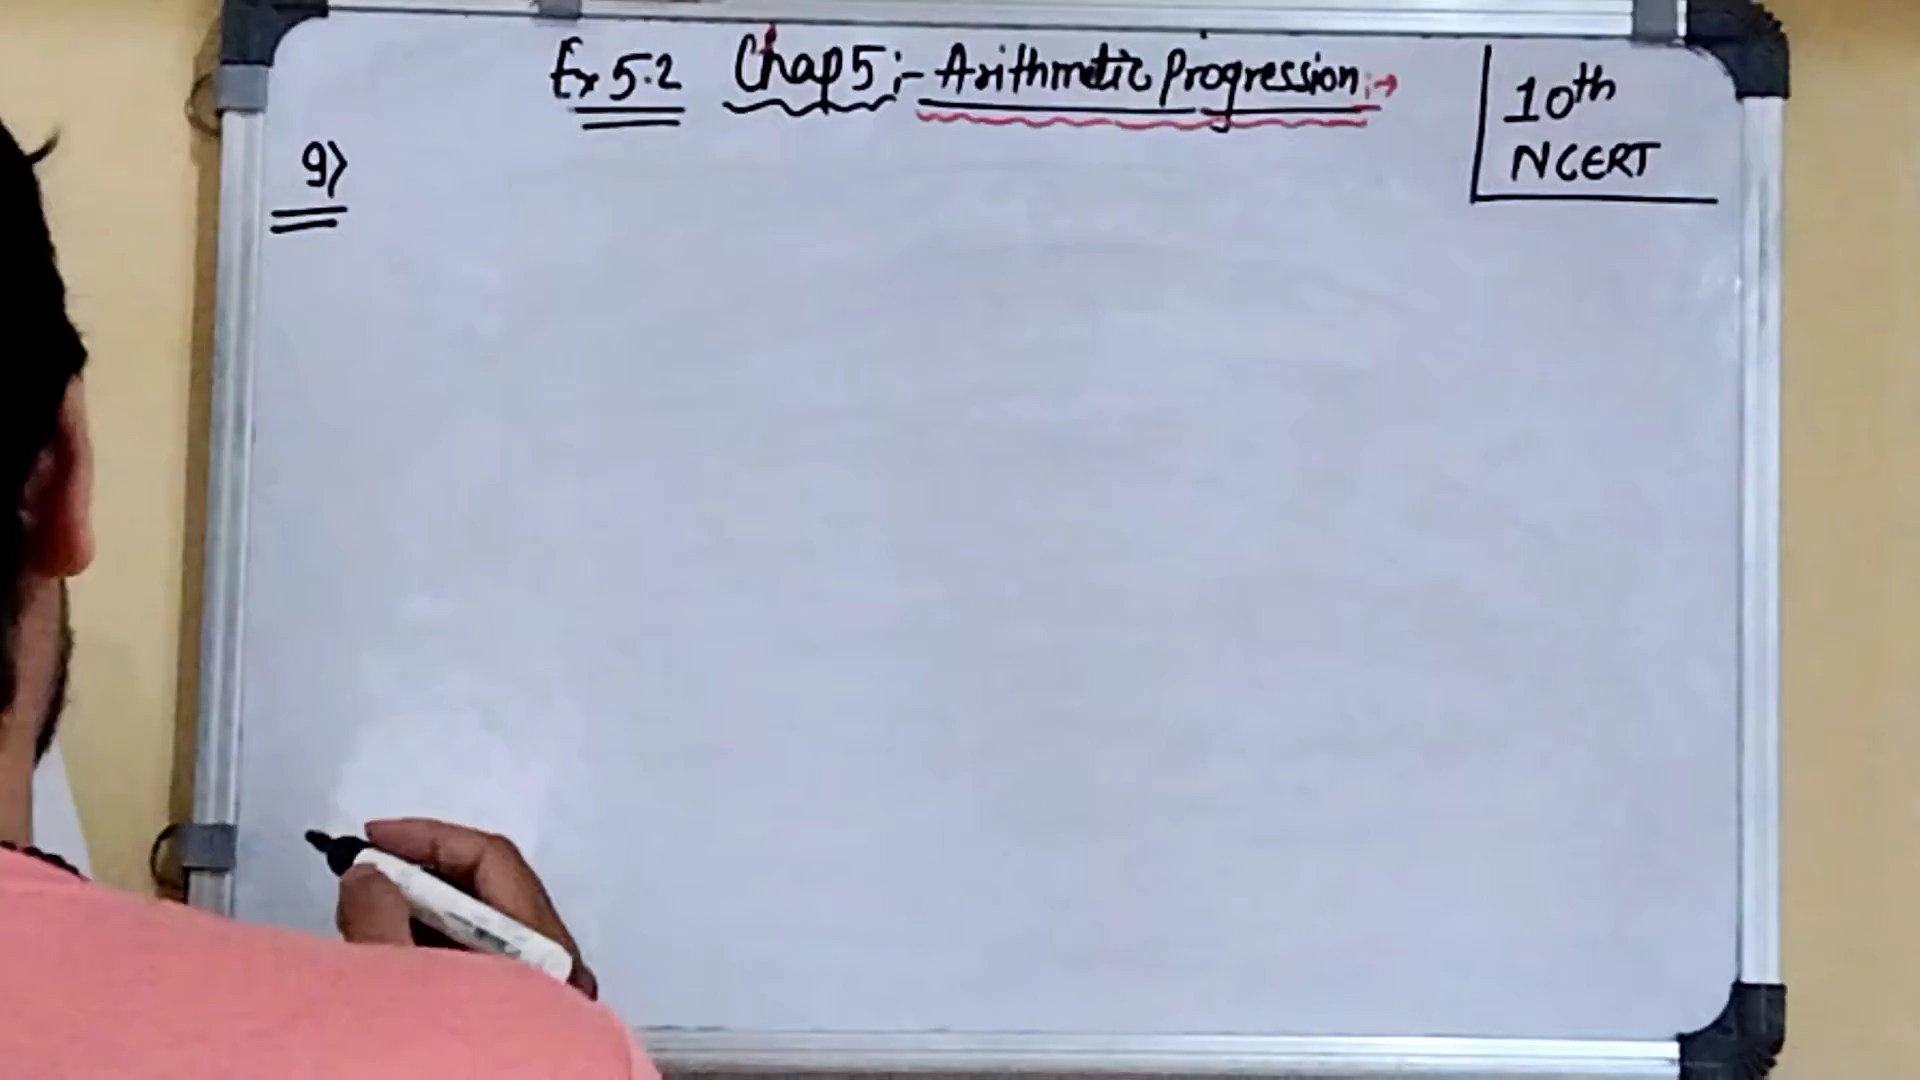 Ex 5.2 Chap 5 :- Arithmetic Progression :→
10th
NCERT
9)